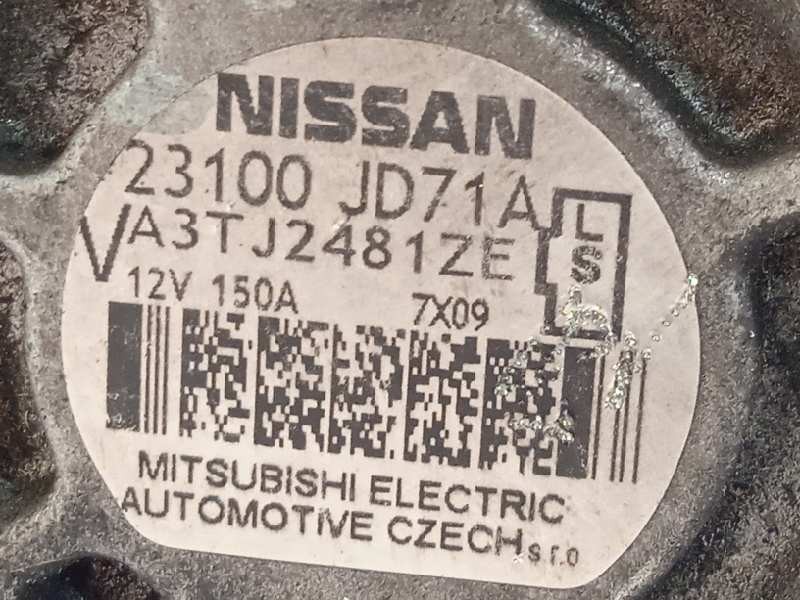 NISSAN
23100 JD71A
VA3TJ2481ZE
L
S
12V 150A 7X09
MITSUBISHI ELECTRIC
AUTOMOTIVE CZECH s r.o